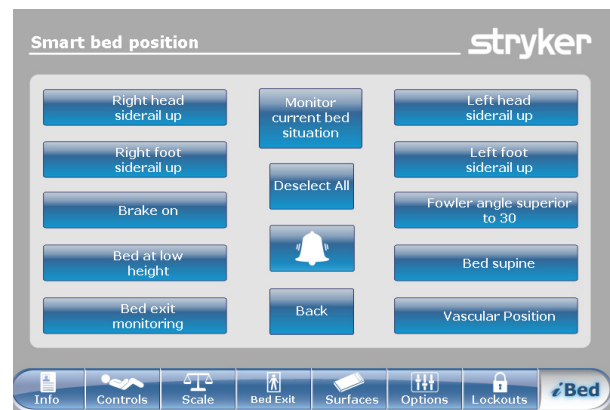 Smart bed position
stryker
Right head
siderail up
Monitor
current bed
situation
Left head
siderail up
Right foot
siderail up
Deselect All
Left foot
siderail up
Brake on
Fowler angle superior
to 30
Bed at low
height
Bed supine
Bed exit
monitoring
Back
Vascular Position
Info
Controls
Scale
Bed Exit
Surfaces
Options
Lockouts
iBed